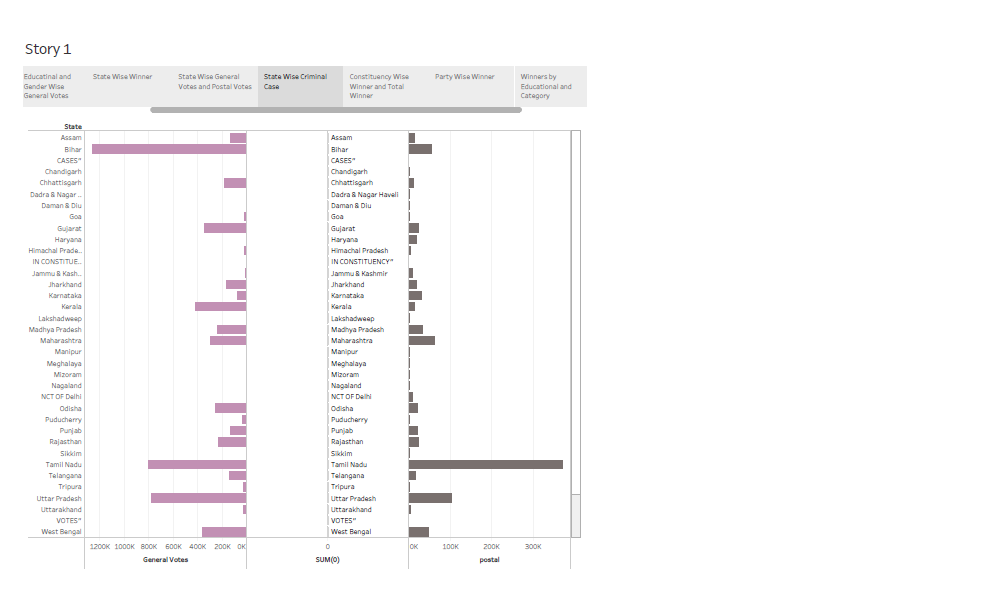 Story 1
Educatinal and
Gender Wise
General Votes
State Wise Winner
State Wise General
Votes and Postal Votes
State Wise Criminal
Case
Constituency Wise
Winner and Total
Winner
Party Wise Winner
Winners by
Educational and
Category
State
Assam Assam
Bihar Bihar
CASES" CASES"
Chandigarh Chandigarh
Chhattisgarh Chhattisgarh
Dadra & Nagar .. Dadra & Nagar Haveli
Daman & Diu Daman & Diu
Goa Goa
Gujarat Gujarat
Haryana Haryana
Himachal Prade.. Himachal Pradesh
IN CONSTITUE.. IN CONSTITUENCY"
Jammu & Kash.. Jammu & Kashmir
Jharkhand Jharkhand
Karnataka Karnataka
Kerala Kerala
Lakshadweep Lakshadweep
Madhya Pradesh Madhya Pradesh
Maharashtra Maharashtra
Manipur Manipur
Meghalaya Meghalaya
Mizoram Mizoram
Nagaland Nagaland
NCT OF Delhi NCT OF Delhi
Odisha Odisha
Puducherry Puducherry
Punjab Punjab
Rajasthan Rajasthan
Sikkim Sikkim
Tamil Nadu Tamil Nadu
Telangana Telangana
Tripura Tripura
Uttar Pradesh Uttar Pradesh
Uttarakhand Uttarakhand
VOTES" VOTES"
West Bengal West Bengal
1200K 1000K 800K 600K 400K 200K 0K 0 0K 100K 200K 300K
General Votes SUM(0) postal